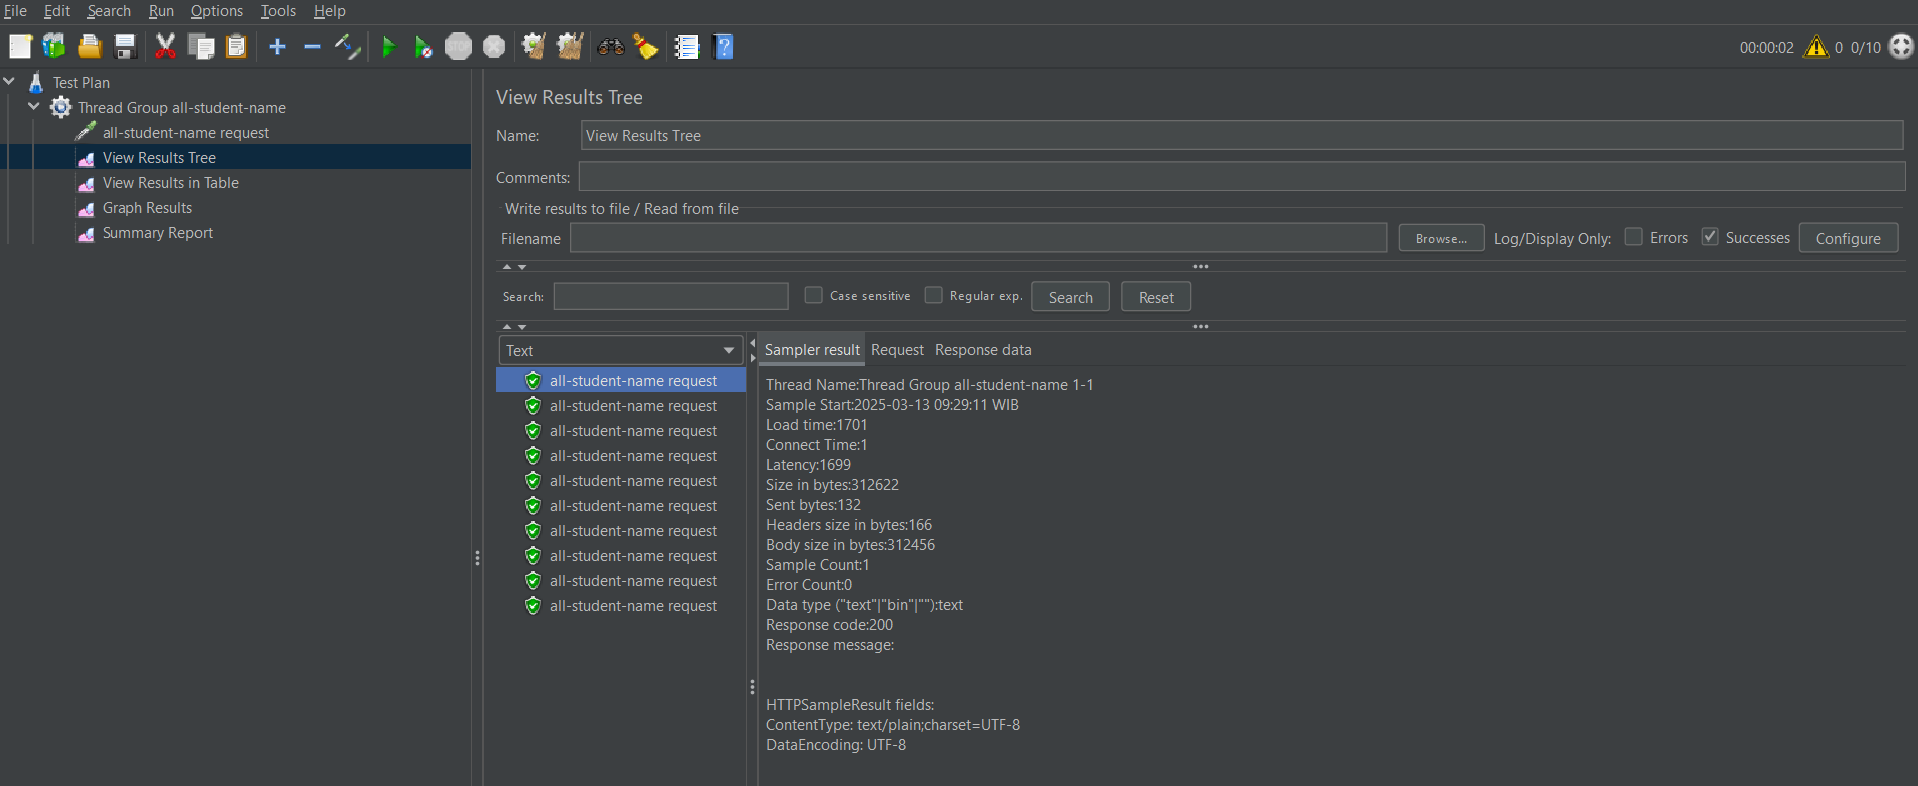 File Edit Search Run Options Tools Help
STOP
00:00:02 0 0/10
Test Plan
Thread Group all-student-name
all-student-name request
View Results Tree
View Results in Table
Graph Results
Summary Report
View Results Tree
Name: View Results Tree
Comments:
Write results to file / Read from file
Filename Browse... Log/Display Only: Errors Successes Configure
Search: Case sensitive Regular exp. Search Reset
Text
all-student-name request
all-student-name request
all-student-name request
all-student-name request
all-student-name request
all-student-name request
all-student-name request
all-student-name request
all-student-name request
all-student-name request
Sampler result Request Response data
Thread Name:Thread Group all-student-name 1-1
Sample Start:2025-03-13 09:29:11 WIB
Load time:1701
Connect Time:1
Latency:1699
Size in bytes:312622
Sent bytes:132
Headers size in bytes:166
Body size in bytes:312456
Sample Count:1
Error Count:0
Data type ("text"|"bin"|""):text
Response code:200
Response message:
HTTPSampleResult fields:
ContentType: text/plain;charset=UTF-8
DataEncoding: UTF-8